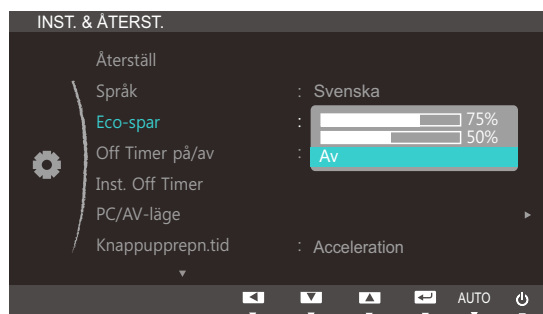 INST. & ÅTERST.
Återställ
Språk : Svenska
Eco-spar : 75%
50%
Off Timer på/av : Av
Inst. Off Timer
PC/AV-läge
Knappupprepn.tid : Acceleration
AUTO